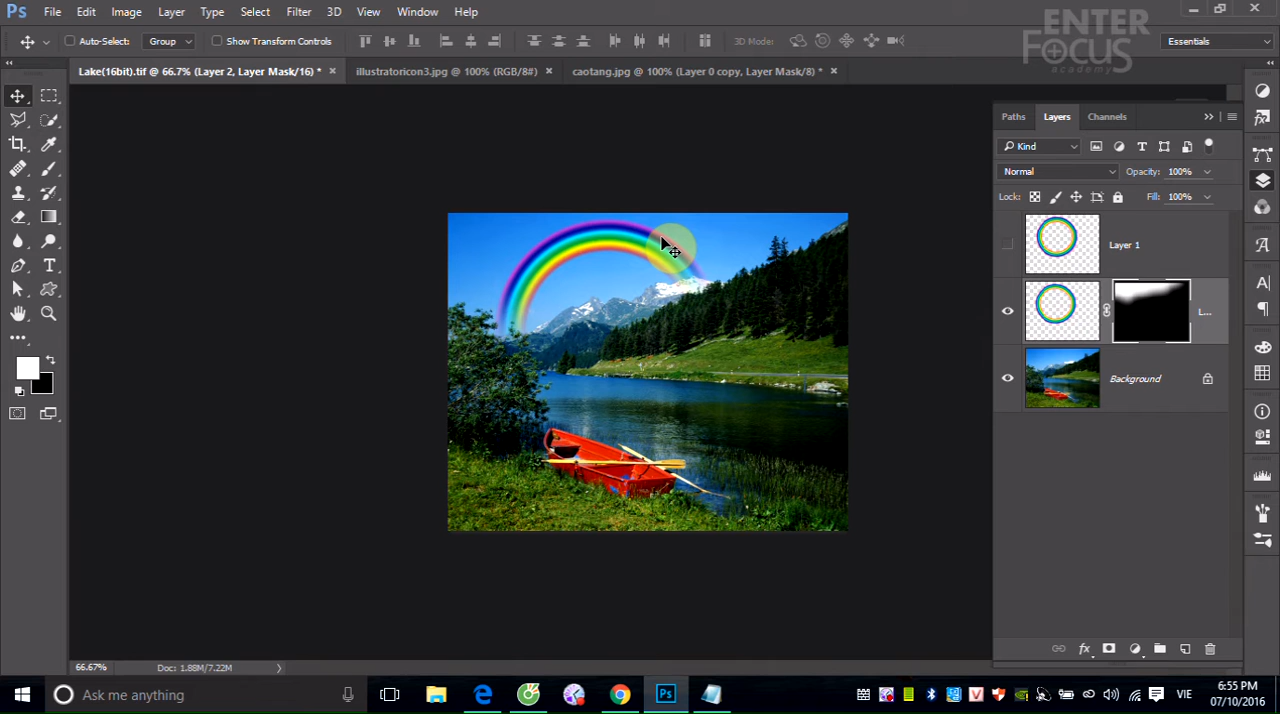 Ps File Edit Image Layer Type Select Filter 3D View Window Help
Auto-Select: Group Show Transform Controls 3D Mode: Essentials
ENTER
FOCUS
academy
Lake(16bit).tif @ 66.7% (Layer 2, Layer Mask/16) * × illustratoricon3.jpg @ 100% (RGB/8#) × caotang.jpg @ 100% (Layer 0 copy, Layer Mask/8) * ×
Paths Layers Channels
Kind
Normal Opacity: 100%
Lock: Fill: 100%
Layer 1
L...
Background
66.67% Doc: 1.88M/7.22M
Ask me anything
VIE
6:55 PM
07/10/2016